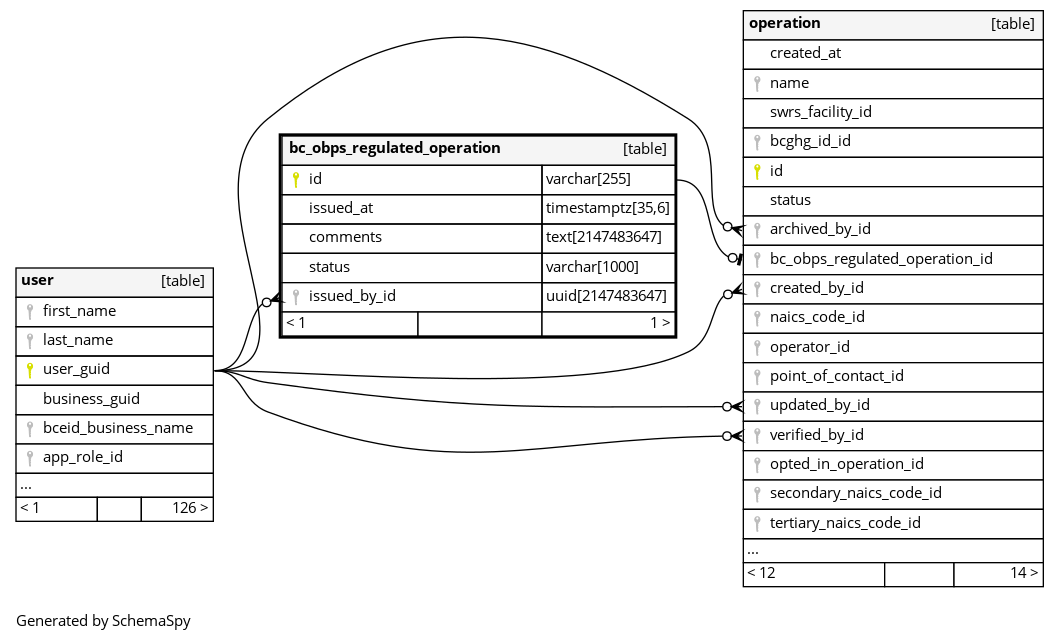 operation [table]
created_at
name
swrs_facility_id
bcghg_id_id
id
status
archived_by_id
bc_obps_regulated_operation_id
created_by_id
naics_code_id
operator_id
point_of_contact_id
updated_by_id
verified_by_id
opted_in_operation_id
secondary_naics_code_id
tertiary_naics_code_id
...
< 12 14 >
bc_obps_regulated_operation [table]
id varchar[255]
issued_at timestamptz[35,6]
comments text[2147483647]
status varchar[1000]
issued_by_id uuid[2147483647]
< 1 1 >
user [table]
first_name
last_name
user_guid
business_guid
bceid_business_name
app_role_id
...
< 1 126 >
Generated by SchemaSpy